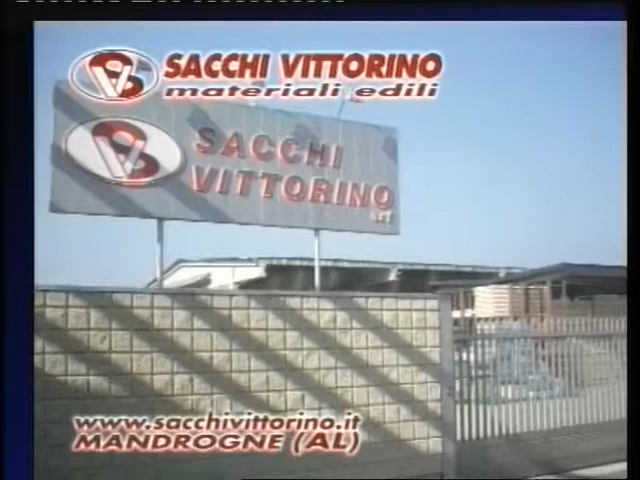 SACCHI VITTORINO
materiali edili
SACCHI
VITTORINO
www.sacchivittorino.it
MANDROGNE (AL)